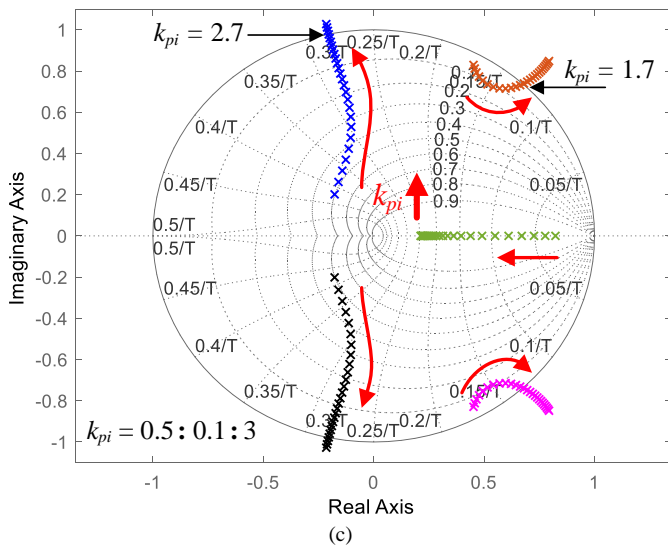 1
0.8
0.6
0.4
0.2
0
-0.2
-0.4
-0.6
-0.8
-1
Imaginary Axis
k_pi = 2.7
k_pi = 1.7
0.3/T
0.25/T
0.2/T
0.15/T
0.35/T
0.1/T
0.4/T
0.45/T
0.05/T
0.5/T
0.5/T
0.45/T
0.05/T
0.4/T
0.1/T
0.35/T
0.15/T
0.3/T
0.25/T
0.2/T
0.2
0.3
0.4
0.5
0.6
0.7
0.8
0.9
k_pi
k_pi = 0.5 : 0.1 : 3
-1
-0.5
0
0.5
1
Real Axis
(c)